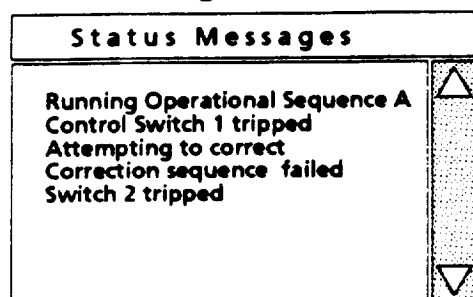 Status Messages
Running Operational Sequence A
Control Switch 1 tripped
Attempting to correct
Correction sequence failed
Switch 2 tripped